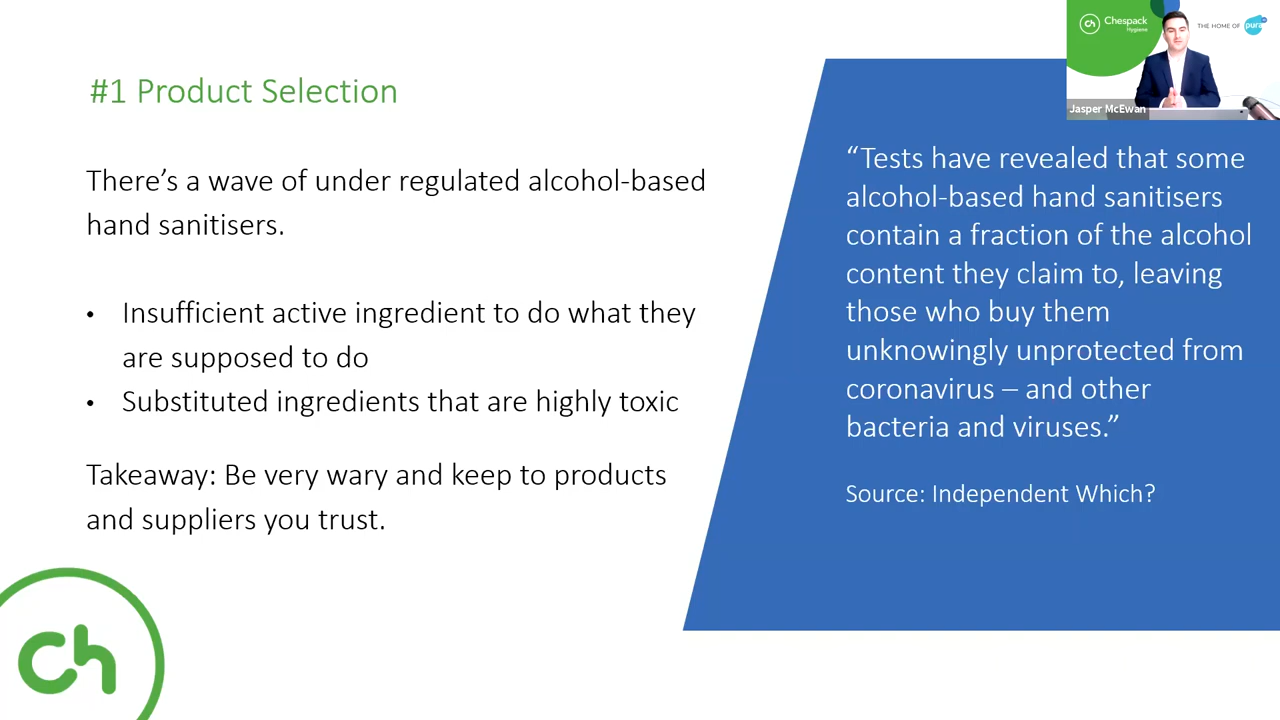 #1 Product Selection
There’s a wave of under regulated alcohol-based
hand sanitisers.
• Insufficient active ingredient to do what they
are supposed to do
• Substituted ingredients that are highly toxic
Takeaway: Be very wary and keep to products
and suppliers you trust.
ch
ch Chespack
Hygiene
THE HOME OF
pura
Jasper McEwan
“Tests have revealed that some
alcohol-based hand sanitisers
contain a fraction of the alcohol
content they claim to, leaving
those who buy them
unknowingly unprotected from
coronavirus – and other
bacteria and viruses.”
Source: Independent Which?